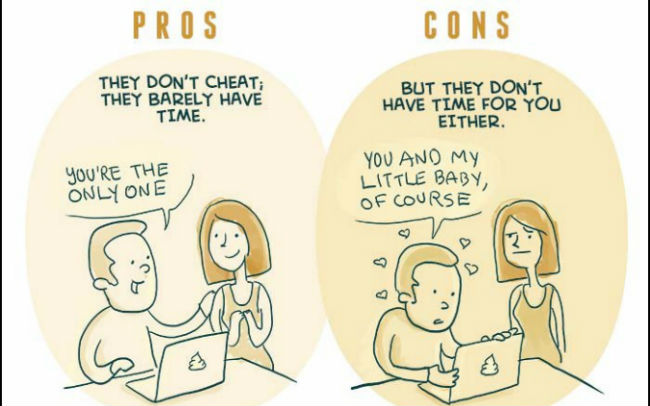 PROS
THEY DON'T CHEAT;
THEY BARELY HAVE
TIME.
YOU'RE THE
ONLY ONE
CONS
BUT THEY DON'T
HAVE TIME FOR YOU
EITHER.
YOU AND MY
LITTLE BABY,
OF COURSE